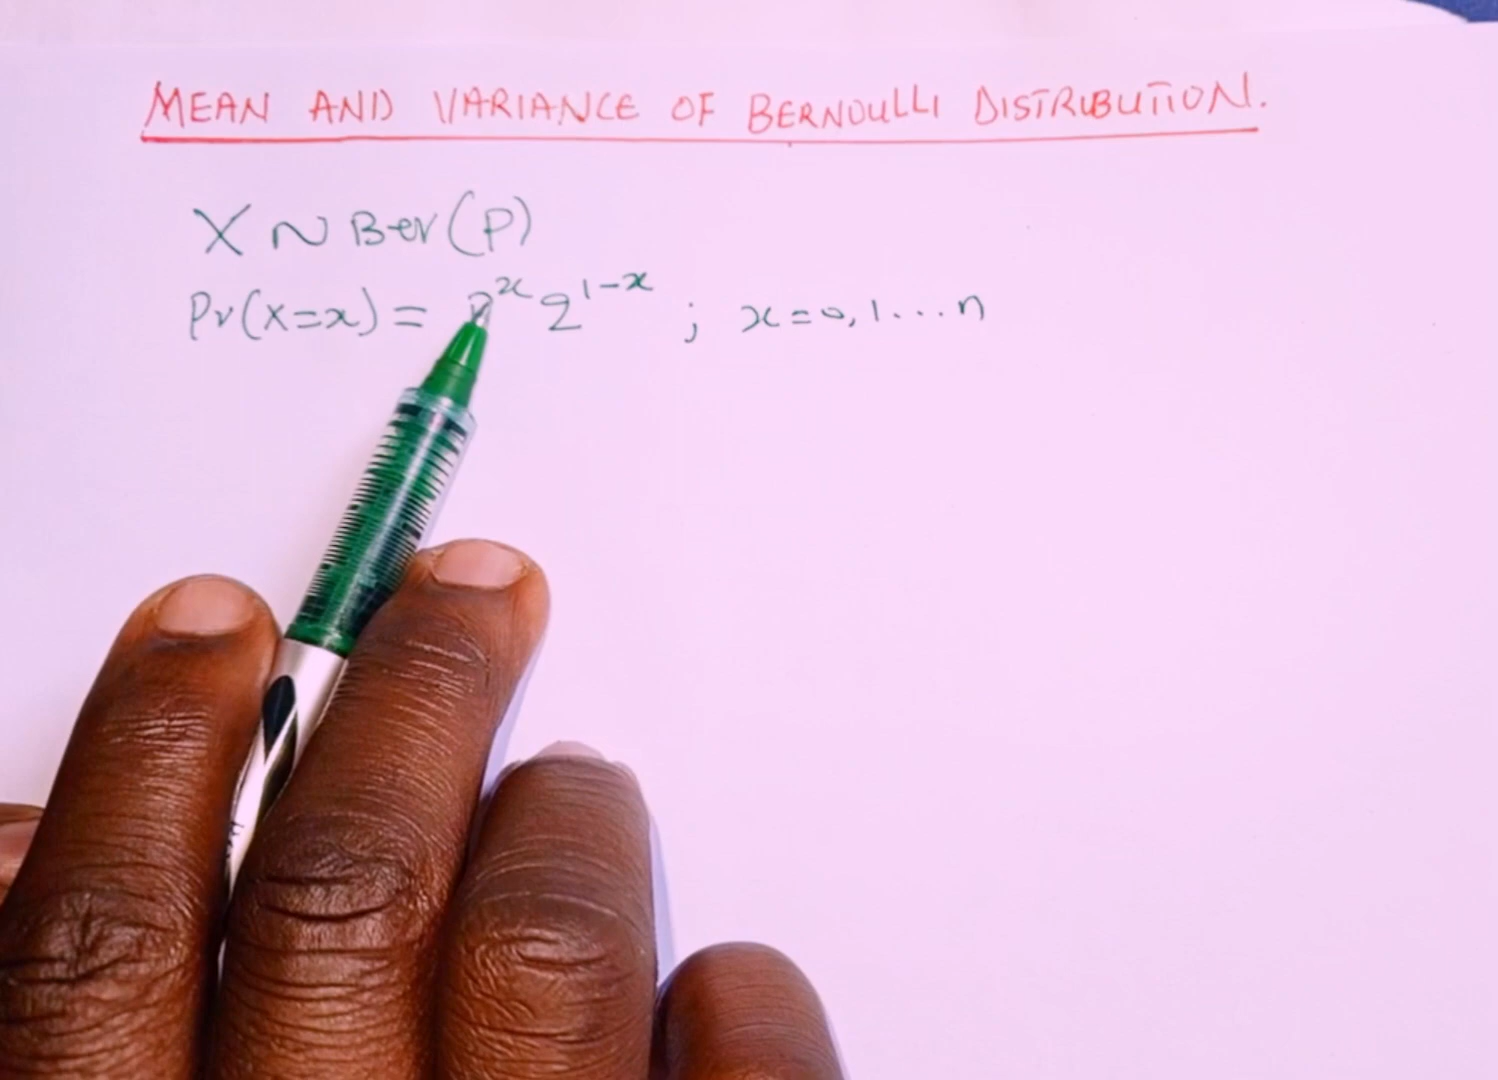 MEAN AND VARIANCE OF BERNOULLI DISTRIBUTION.
X ~ Ber(P)
Pr(X=x) = P^x q^1-x ; x=0,1...n